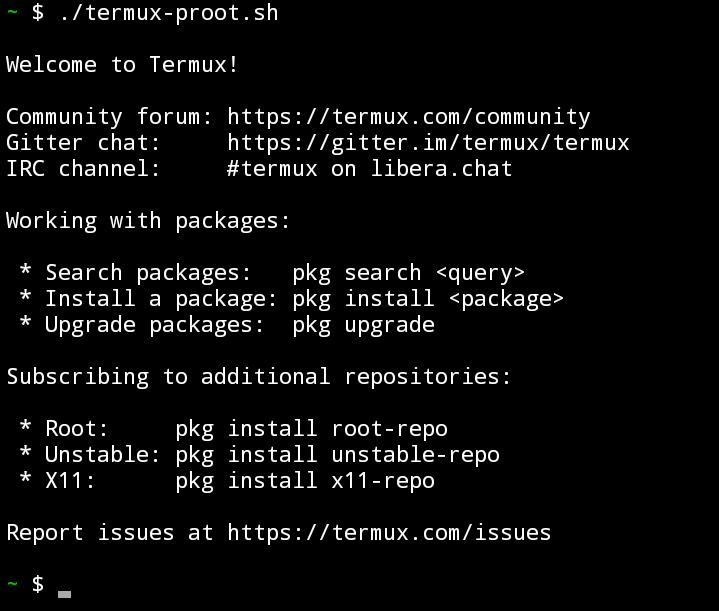 ~ $ ./termux-proot.sh
Welcome to Termux!
Community forum: https://termux.com/community
Gitter chat:     https://gitter.im/termux/termux
IRC channel:     #termux on libera.chat
Working with packages:
 * Search packages:   pkg search <query>
 * Install a package: pkg install <package>
 * Upgrade packages:  pkg upgrade
Subscribing to additional repositories:
 * Root:     pkg install root-repo
 * Unstable: pkg install unstable-repo
 * X11:      pkg install x11-repo
Report issues at https://termux.com/issues
~ $